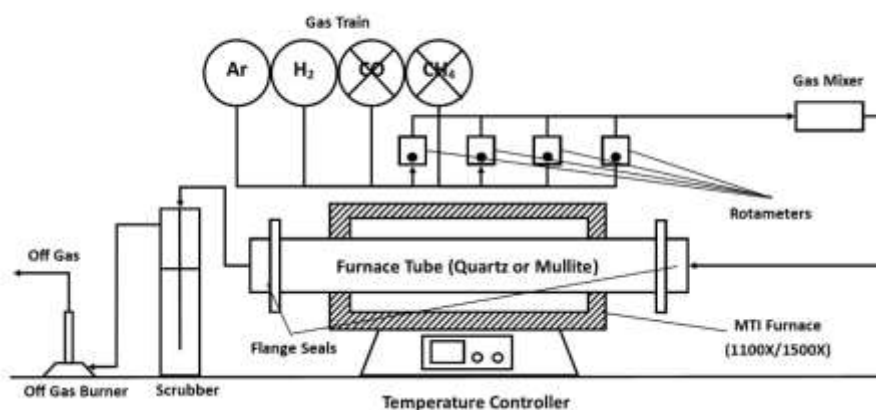 Gas Train
Ar
H₂
CO
CH₄
Gas Mixer
Rotameters
Off Gas
Furnace Tube (Quartz or Mullite)
Flange Seals
MTI Furnace
(1100X/1500X)
Off Gas Burner
Scrubber
Temperature Controller